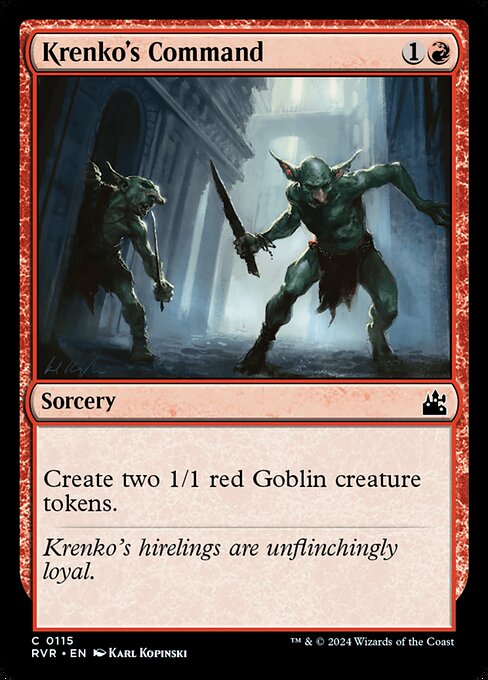 Krenko's Command 1
Sorcery
Create two 1/1 red Goblin creature
tokens.
Krenko's hirelings are unflinchingly
loyal.
C 0115
RVR • EN Karl Kopinski
™ & © 2024 Wizards of the Coast